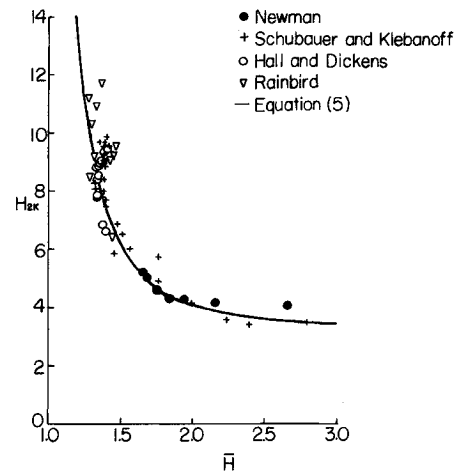 ● Newman
+ Schubauer and Klebanoff
○ Hall and Dickens
▽ Rainbird
— Equation (5)
14
12
10
8
H2K
6
4
2
0
1.0 1.5 2.0 2.5 3.0
H̅